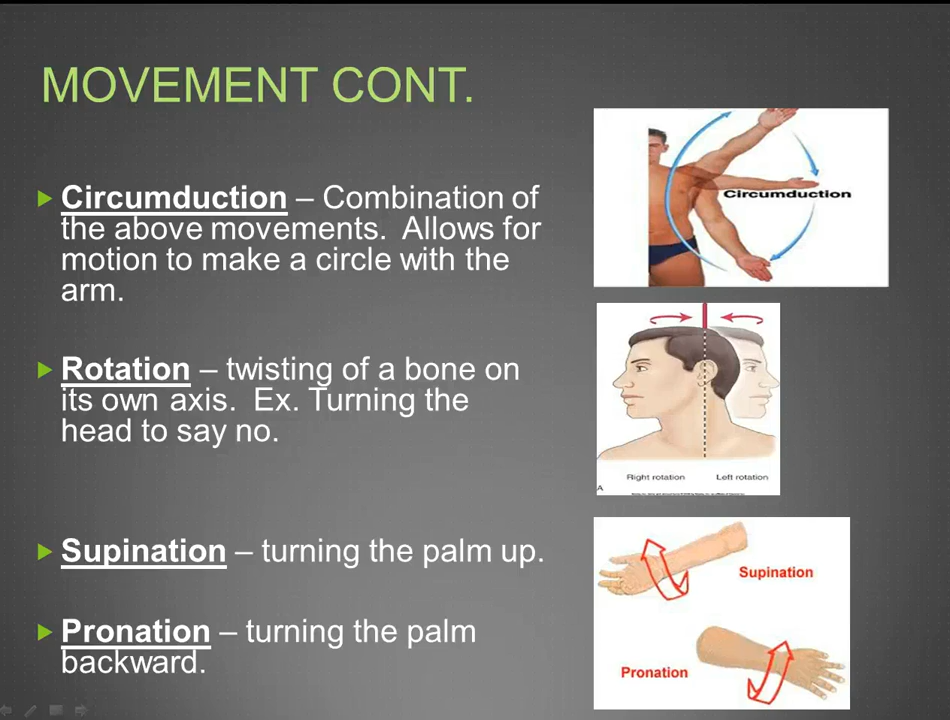 MOVEMENT CONT.
Circumduction – Combination of
the above movements. Allows for
motion to make a circle with the
arm.
Circumduction
Rotation – twisting of a bone on
its own axis. Ex. Turning the
head to say no.
Right rotation Left rotation
A
Supination – turning the palm up.
Supination
Pronation – turning the palm
backward.
Pronation